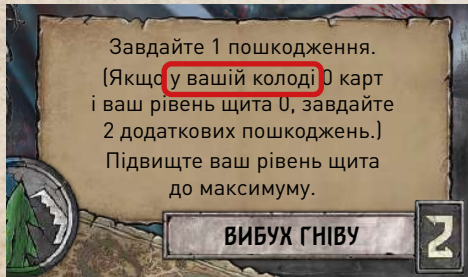 Завдайте 1 пошкодження.
(Якщо у вашій колоді 0 карт
і ваш рівень щита 0, завдайте
2 додаткових пошкоджень.)
Підвищте ваш рівень щита
до максимуму.
ВИБУХ ГНІВУ
2